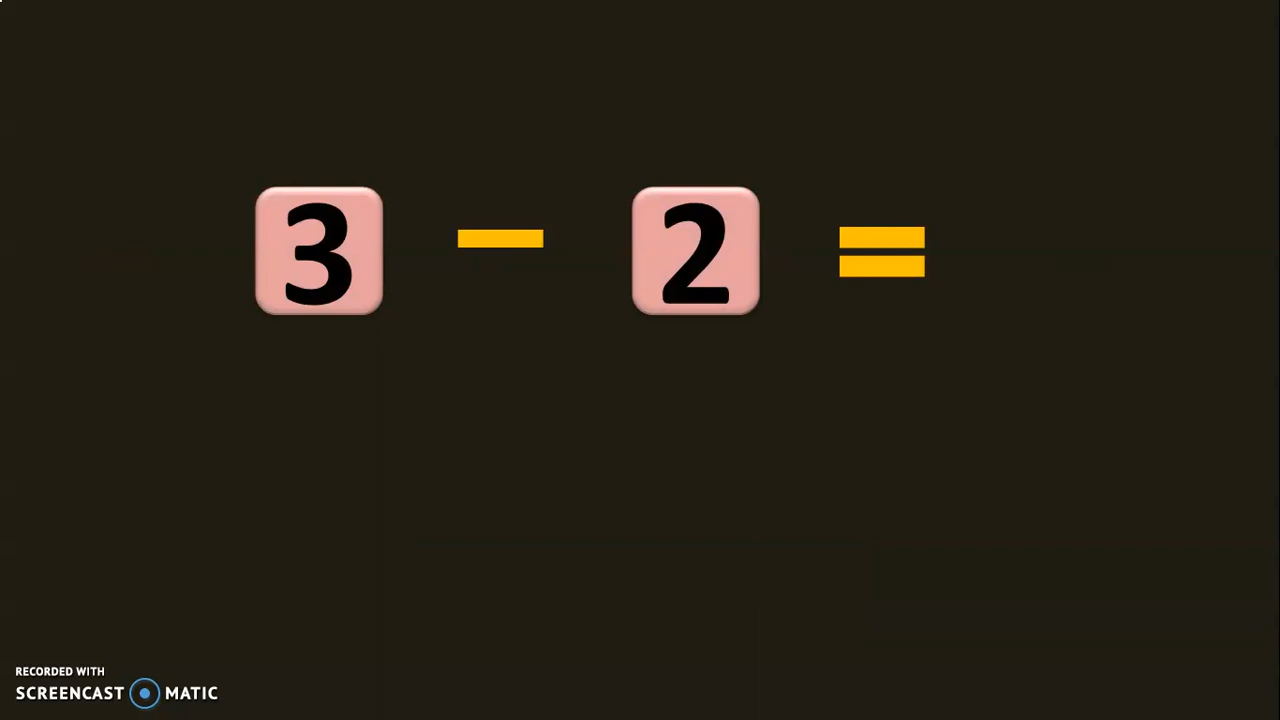 3 − 2 =
RECORDED WITH
SCREENCAST MATIC